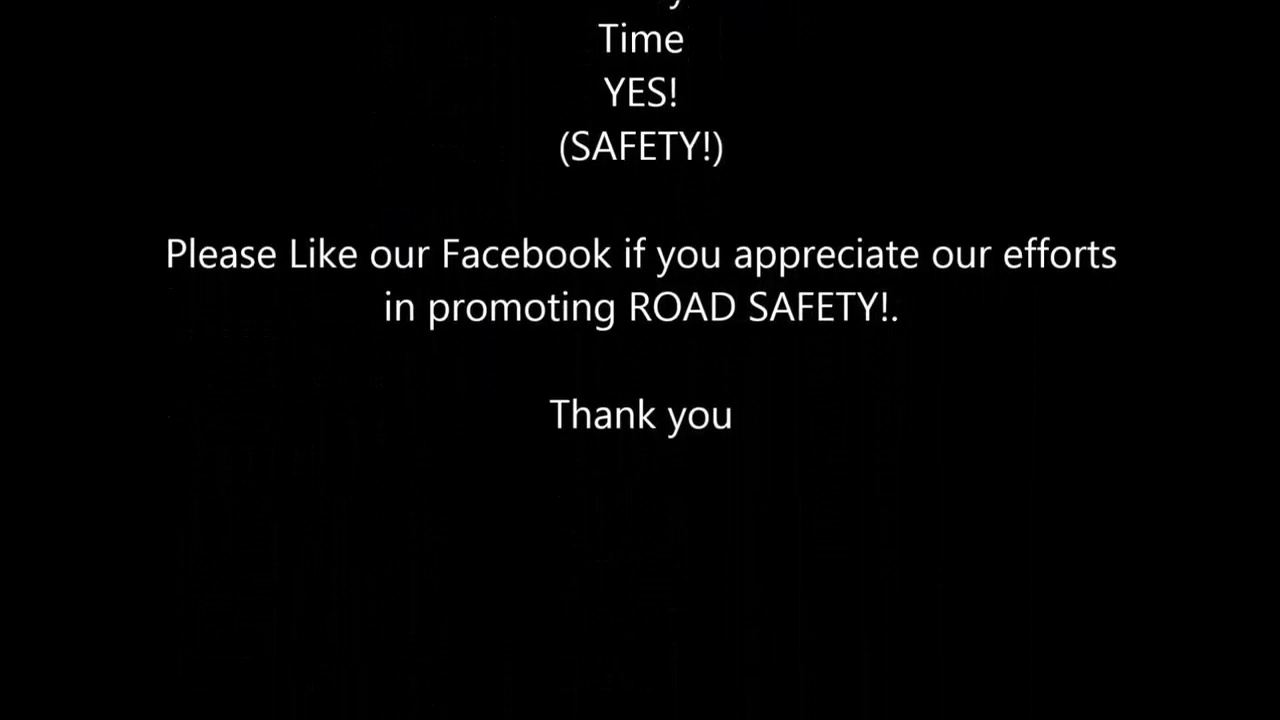 Time
YES!
(SAFETY!)
Please Like our Facebook if you appreciate our efforts
in promoting ROAD SAFETY!.
Thank you